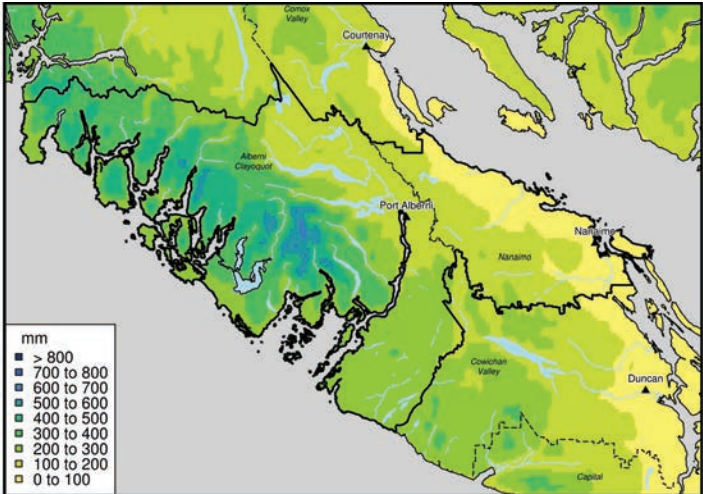 Comox
Valley
Courtenay
Alberni
Clayoquot
Port Alberni
Nanaimo
Nanaimo
mm
> 800
700 to 800
600 to 700
500 to 600
400 to 500
300 to 400
200 to 300
100 to 200
0 to 100
Cowichan
Valley
Duncan
Capital